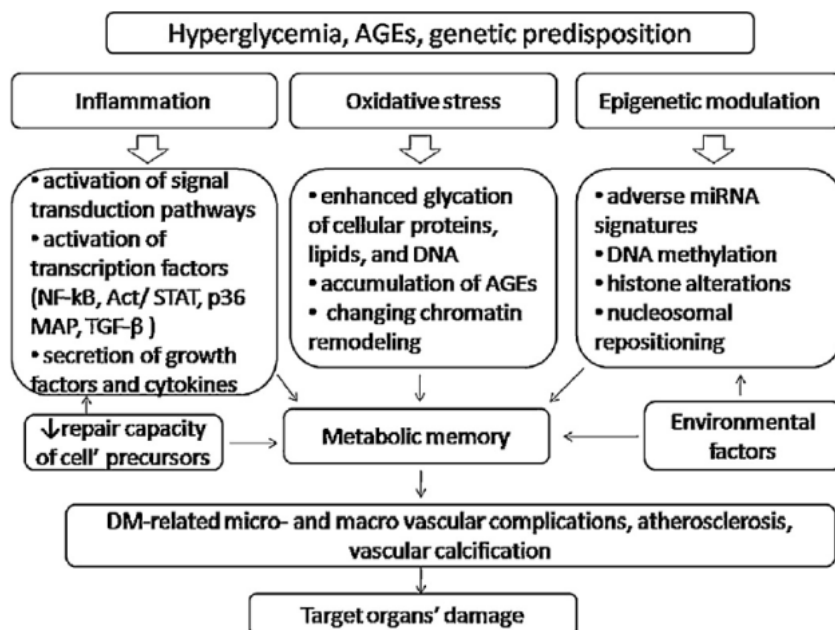 Hyperglycemia, AGEs, genetic predisposition
Inflammation
Oxidative stress
Epigenetic modulation
• activation of signal
transduction pathways
• activation of
transcription factors
(NF-kB, Act/ STAT, p36
MAP, TGF-β )
• secretion of growth
factors and cytokines
• enhanced glycation
of cellular proteins,
lipids, and DNA
• accumulation of AGEs
• changing chromatin
remodeling
• adverse miRNA
signatures
• DNA methylation
• histone alterations
• nucleosomal
repositioning
↓repair capacity
of cell’ precursors
Metabolic memory
Environmental
factors
DM-related micro- and macro vascular complications, atherosclerosis,
vascular calcification
Target organs’ damage